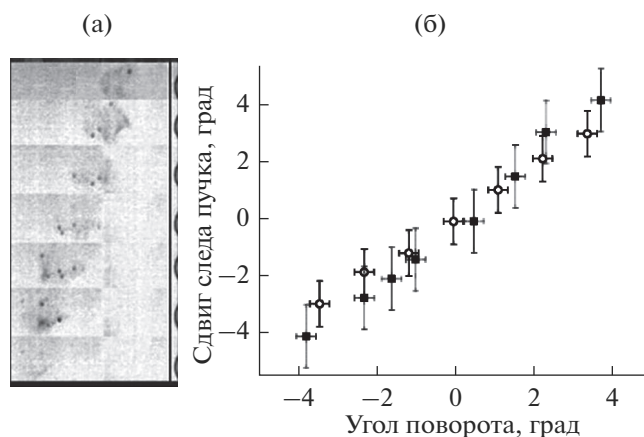 (а)
(б)
Сдвиг следа пучка, град
4
2
0
−2
−4
−4
−2
0
2
4
Угол поворота, град